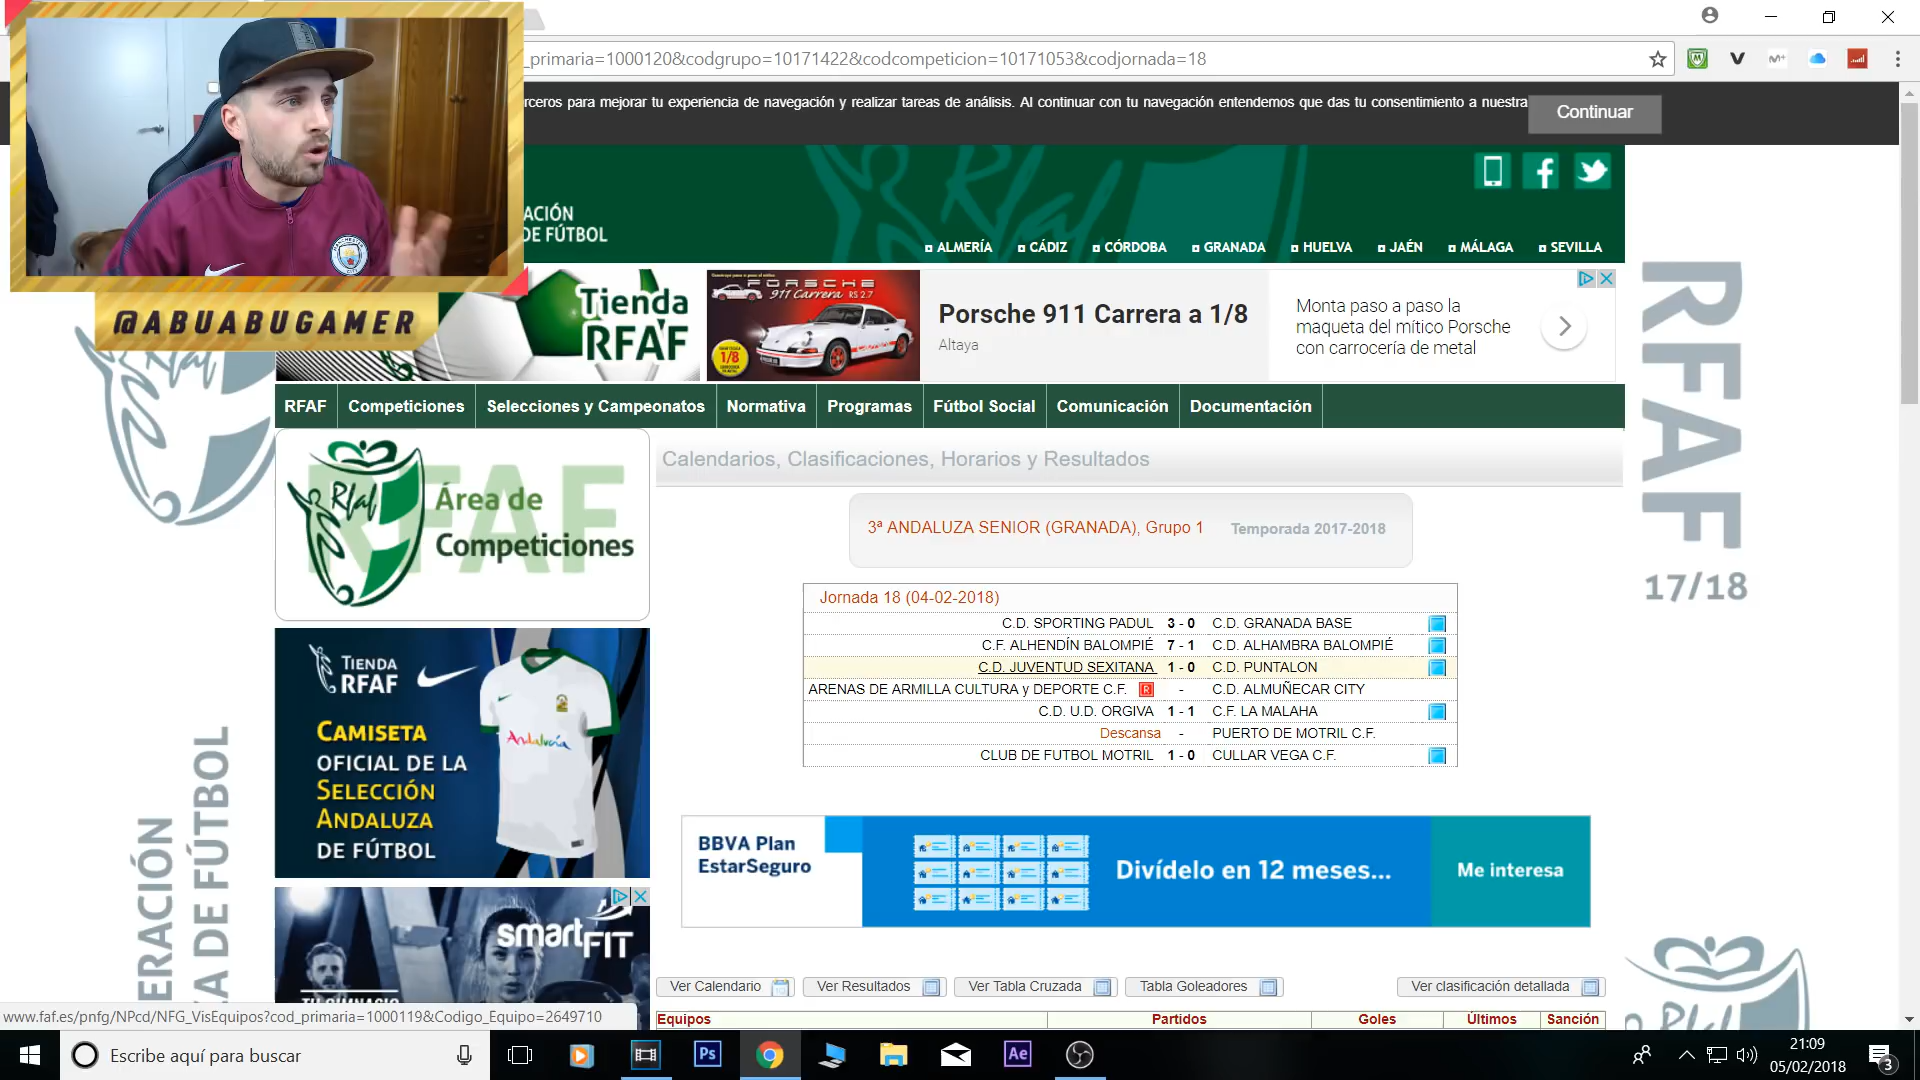 _primaria=1000120&codgrupo=10171422&codcompeticion=10171053&codjornada=18
rceros para mejorar tu experiencia de navegación y realizar tareas de análisis. Al continuar con tu navegación entendemos que das tu consentimiento a nuestra
Continuar
ACIÓN
DE FÚTBOL
ALMERÍA
CÁDIZ
CÓRDOBA
GRANADA
HUELVA
JAÉN
MÁLAGA
SEVILLA
@ABUABUGAMER
Tienda
RFAF
PORSCHE
911 Carrera RS 2.7
1/8
Porsche 911 Carrera a 1/8
Altaya
Monta paso a paso la
maqueta del mítico Porsche
con carrocería de metal
RFAF
Competiciones
Selecciones y Campeonatos
Normativa
Programas
Fútbol Social
Comunicación
Documentación
Rfaf
Área de
Competiciones
Calendarios, Clasificaciones, Horarios y Resultados
3ª ANDALUZA SENIOR (GRANADA), Grupo 1 Temporada 2017-2018
Jornada 18 (04-02-2018)
C.D. SPORTING PADUL 3 - 0 C.D. GRANADA BASE
C.F. ALHENDÍN BALOMPIÉ 7 - 1 C.D. ALHAMBRA BALOMPIÉ
C.D. JUVENTUD SEXITANA 1 - 0 C.D. PUNTALON
ARENAS DE ARMILLA CULTURA y DEPORTE C.F. R - C.D. ALMUÑECAR CITY
C.D. U.D. ORGIVA 1 - 1 C.F. LA MALAHA
Descansa - PUERTO DE MOTRIL C.F.
CLUB DE FUTBOL MOTRIL 1 - 0 CULLAR VEGA C.F.
RFAF
17/18
TIENDA
RFAF
CAMISETA
OFICIAL DE LA
SELECCIÓN
ANDALUZA
DE FÚTBOL
Andalucía
ERACIÓN
A DE FÚTBOL
BBVA Plan
EstarSeguro
Divídelo en 12 meses...
Me interesa
smartFIT
TU GIMNASIO
Ver Calendario
Ver Resultados
Ver Tabla Cruzada
Tabla Goleadores
Ver clasificación detallada
Equipos Partidos Goles Últimos Sanción
www.faf.es/pnfg/NPcd/NFG_VisEquipos?cod_primaria=1000119&Codigo_Equipo=2649710
Escribe aquí para buscar
Ps
Ae
21:09
05/02/2018
3